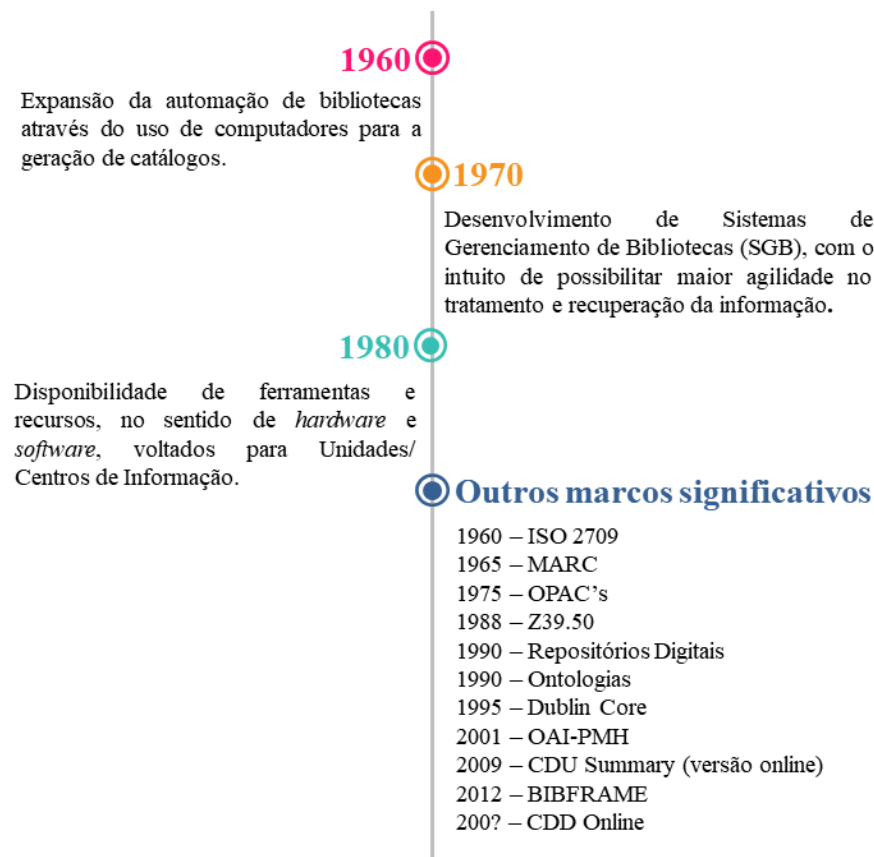 1960
Expansão da automação de bibliotecas
através do uso de computadores para a
geração de catálogos.
1970
Desenvolvimento de Sistemas de
Gerenciamento de Bibliotecas (SGB), com o
intuito de possibilitar maior agilidade no
tratamento e recuperação da informação.
1980
Disponibilidade de ferramentas e
recursos, no sentido de hardware e
software, voltados para Unidades/
Centros de Informação.
Outros marcos significativos
1960 – ISO 2709
1965 – MARC
1975 – OPAC's
1988 – Z39.50
1990 – Repositórios Digitais
1990 – Ontologias
1995 – Dublin Core
2001 – OAI-PMH
2009 – CDU Summary (versão online)
2012 – BIBFRAME
200? – CDD Online